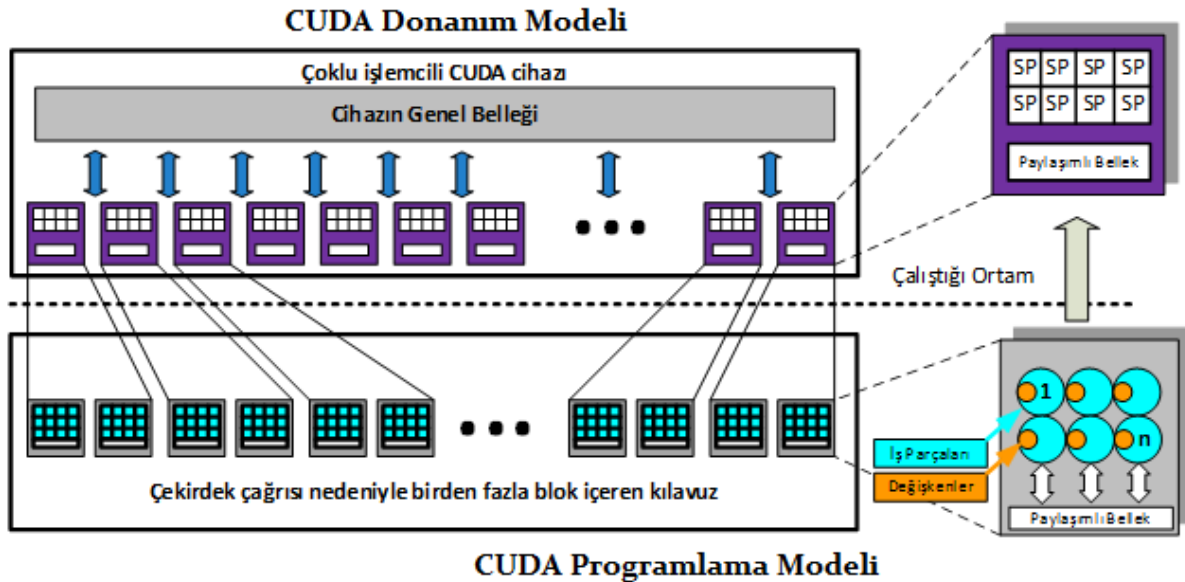 CUDA Donanım Modeli
Çoklu işlemcili CUDA cihazı
Cihazın Genel Belleği
SP SP SP SP
SP SP SP SP
Paylaşımlı Bellek
Çalıştığı Ortam
1
n
İş Parçaları
Değişkenler
Paylaşımlı Bellek
Çekirdek çağrısı nedeniyle birden fazla blok içeren kılavuz
CUDA Programlama Modeli